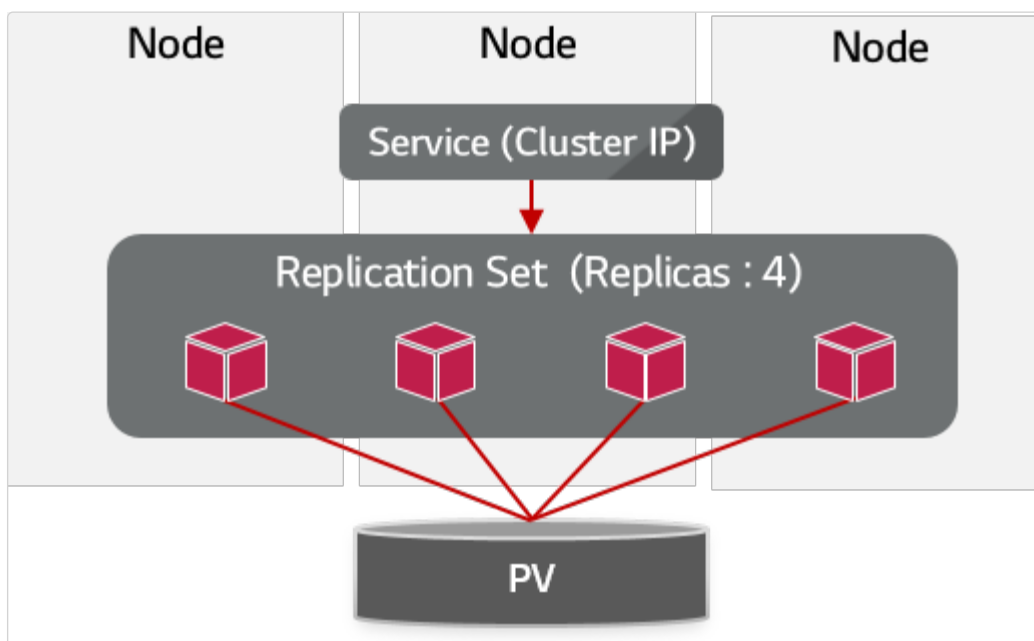 Node
Node
Node
Service (Cluster IP)
Replication Set (Replicas : 4)
PV